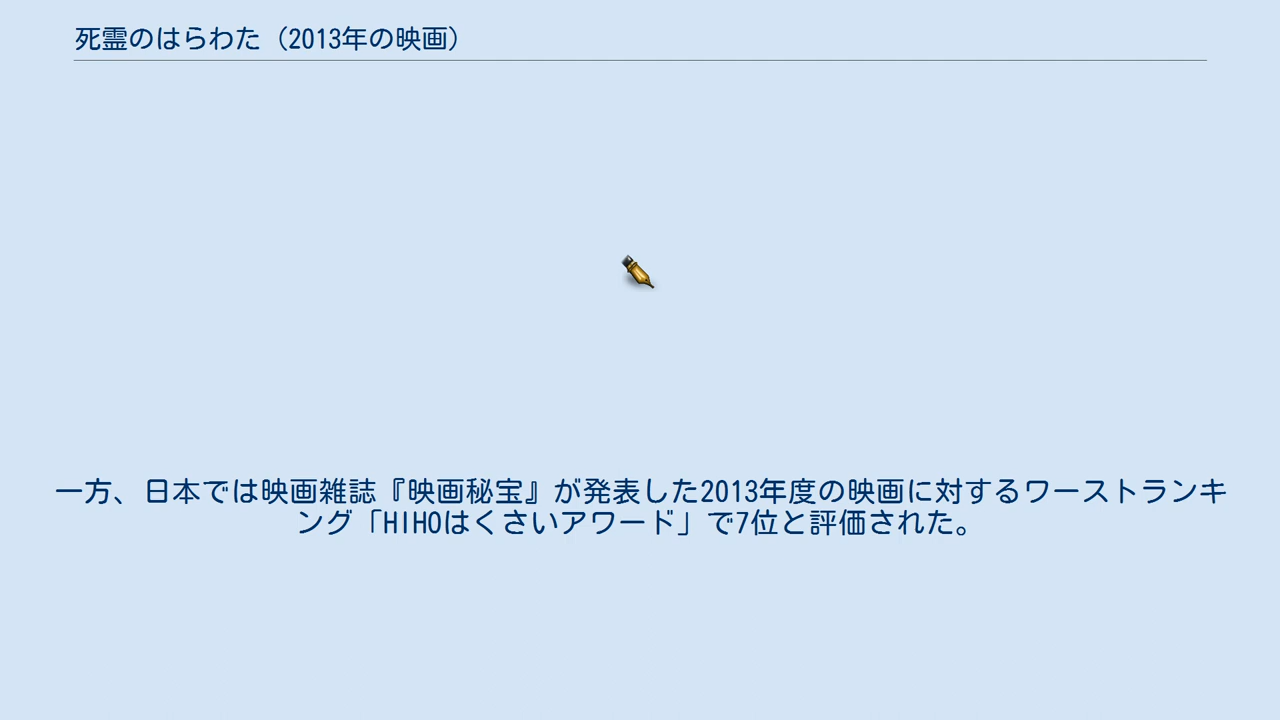 死霊のはらわた（2013年の映画）
一方、日本では映画雑誌『映画秘宝』が発表した2013年度の映画に対するワーストランキ
ング「HIHOはくさいアワード」で7位と評価された。